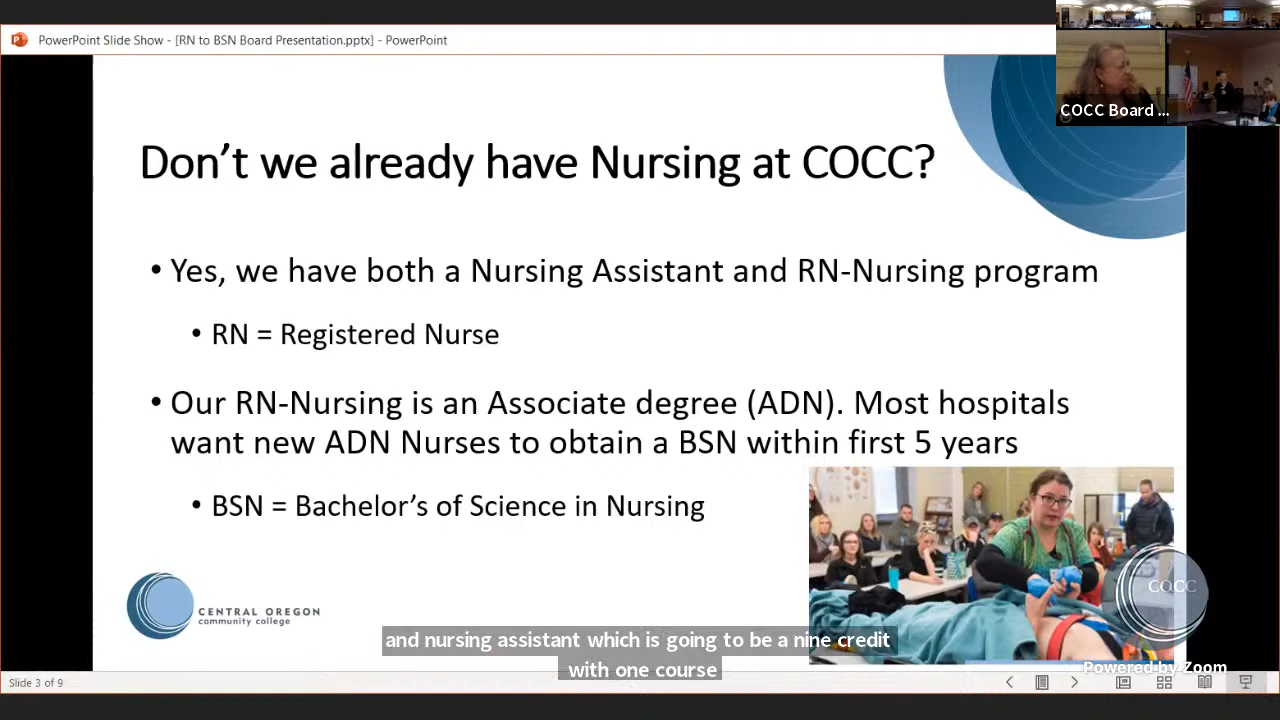 PowerPoint Slide Show - [RN to BSN Board Presentation.pptx] - PowerPoint
COCC Board ...
Don't we already have Nursing at COCC?
• Yes, we have both a Nursing Assistant and RN-Nursing program
• RN = Registered Nurse
• Our RN-Nursing is an Associate degree (ADN). Most hospitals
want new ADN Nurses to obtain a BSN within first 5 years
• BSN = Bachelor's of Science in Nursing
COCC
CENTRAL OREGON
community college
and nursing assistant which is going to be a nine credit
with one course
Powered by Zoom
Slide 3 of 9